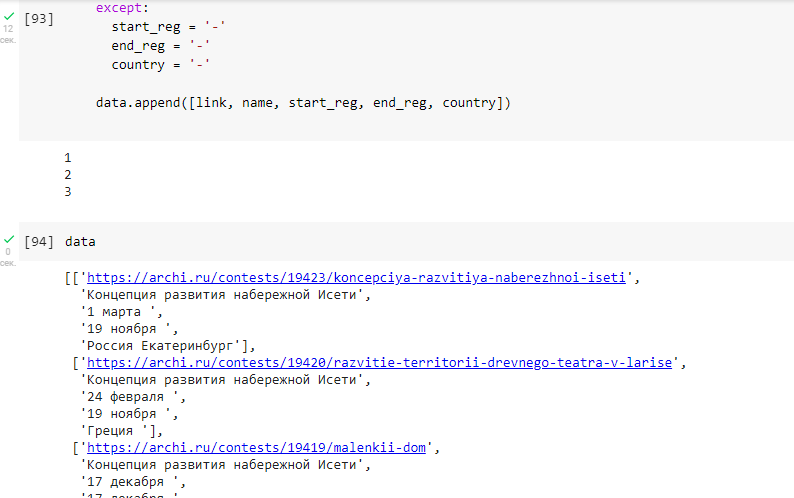 except:
[93]
start_reg = '-'
12
сек.
end_reg = '-'
country = '-'
data.append([link, name, start_reg, end_reg, country])
1
2
3
[94] data
0
сек.
[['https://archi.ru/contests/19423/koncepciya-razvitiya-naberezhnoi-iseti',
'Концепция развития набережной Исети',
'1 марта ',
'19 ноября ',
'Россия Екатеринбург'],
['https://archi.ru/contests/19420/razvitie-territorii-drevnego-teatra-v-larise',
'Концепция развития набережной Исети',
'24 февраля ',
'19 ноября ',
'Греция '],
['https://archi.ru/contests/19419/malenkii-dom',
'Концепция развития набережной Исети',
'17 декабря ',
'17 декабря '